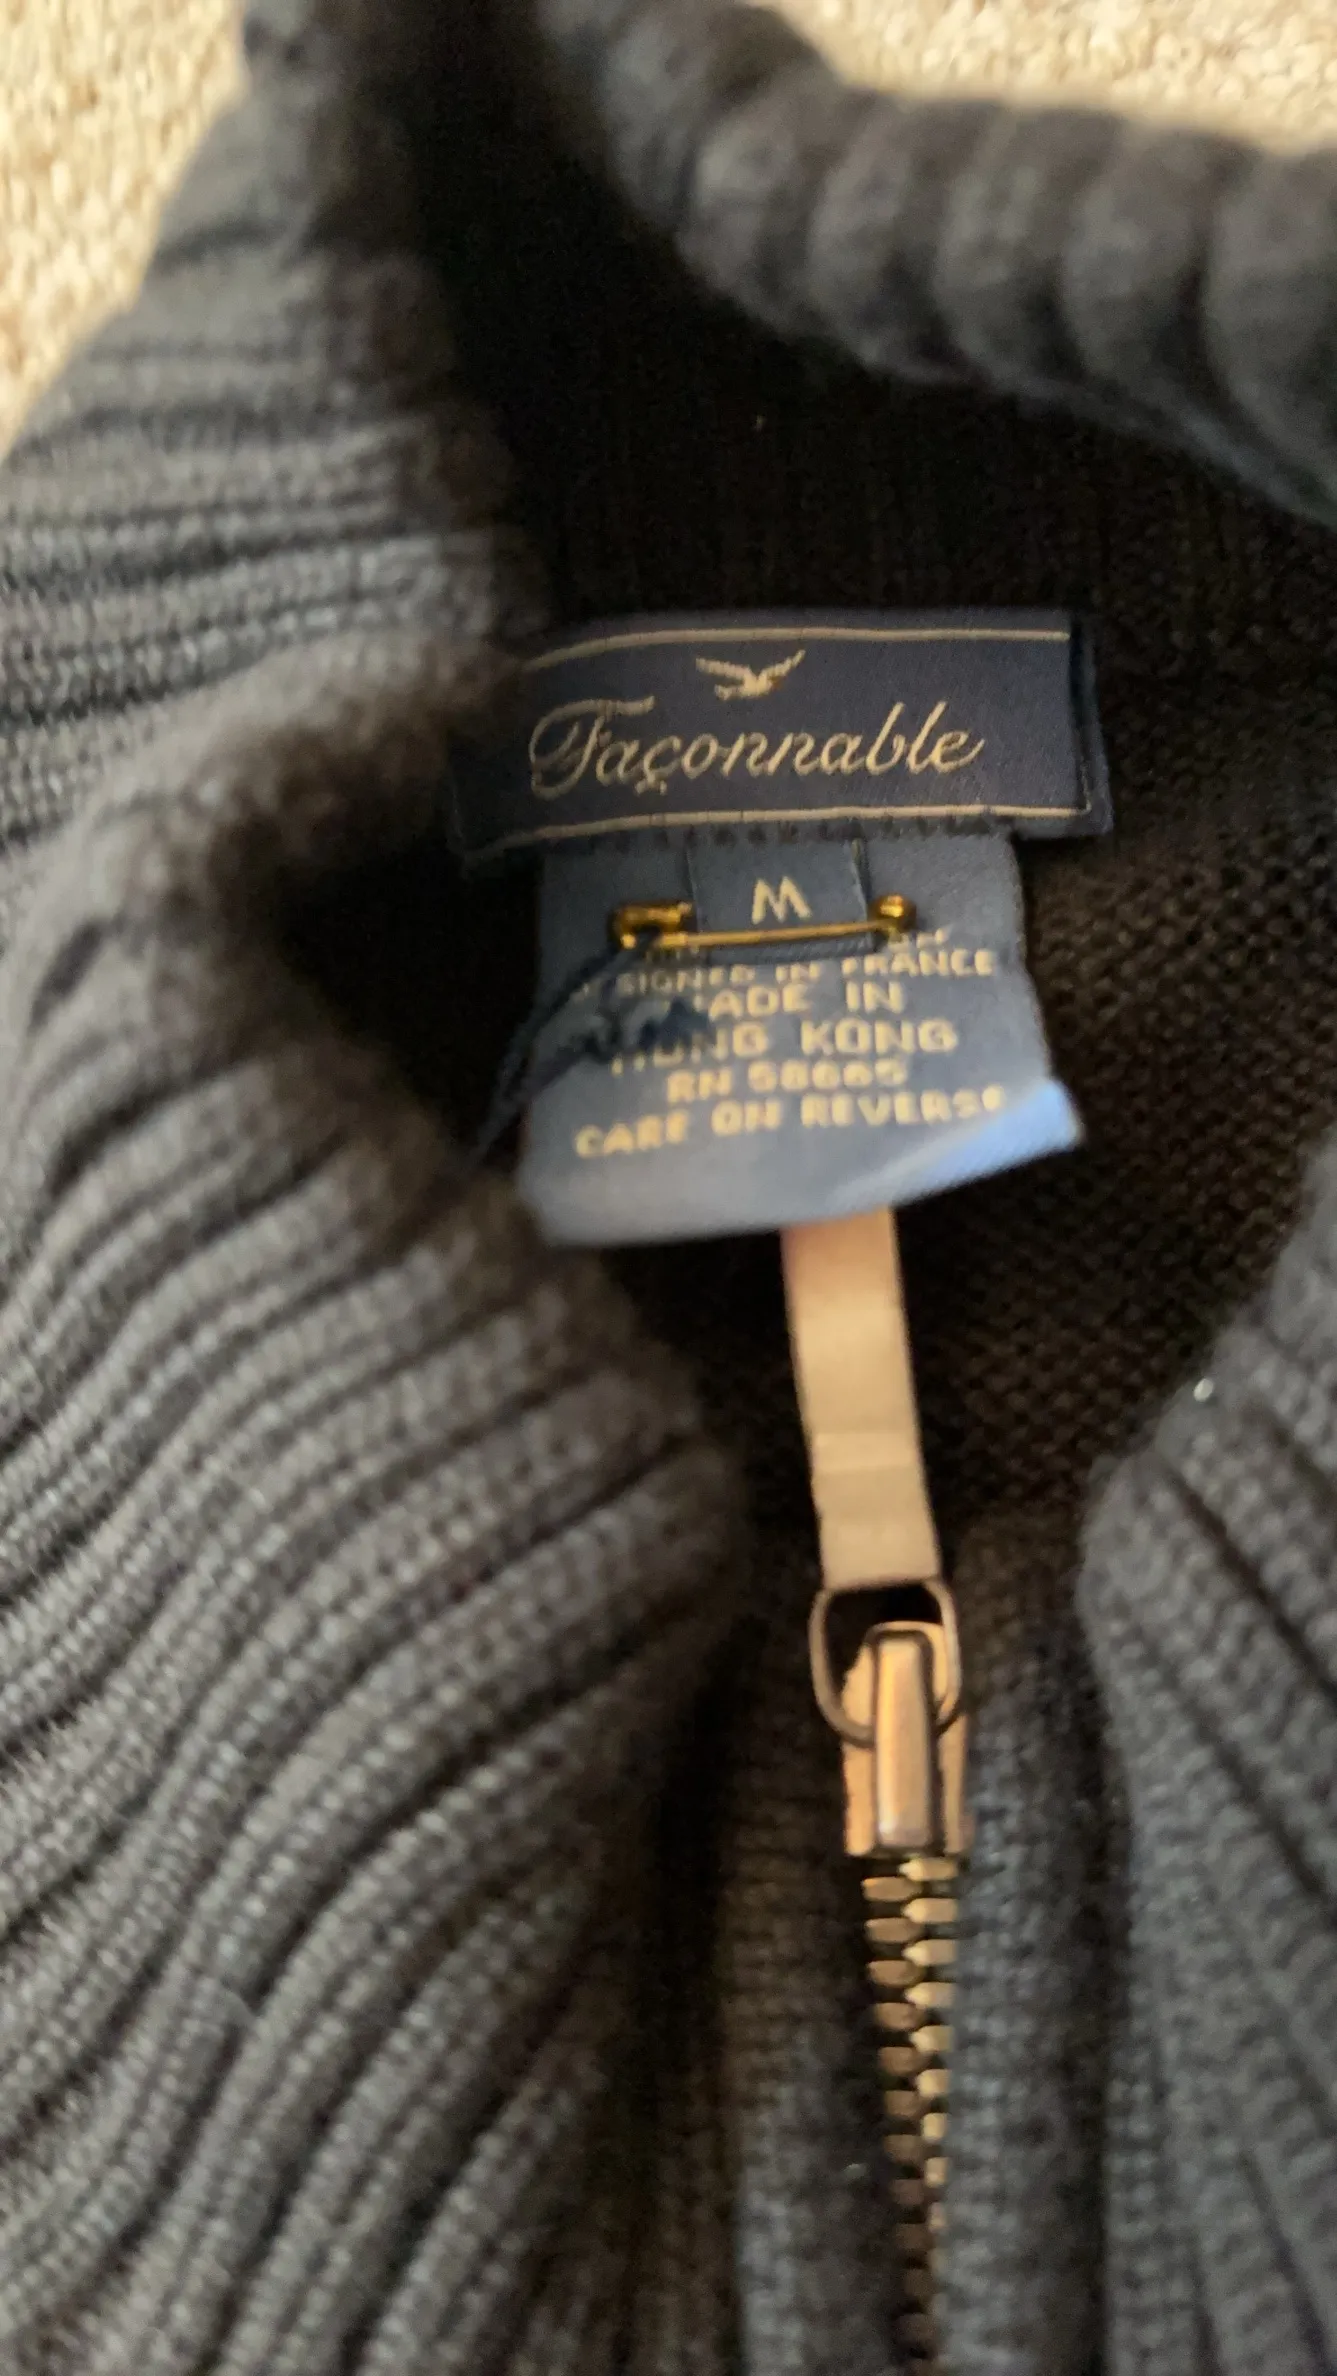 Façonnable
M
DESIGNED IN FRANCE
MADE IN
HONG KONG
RN 58665
CARE ON REVERSE